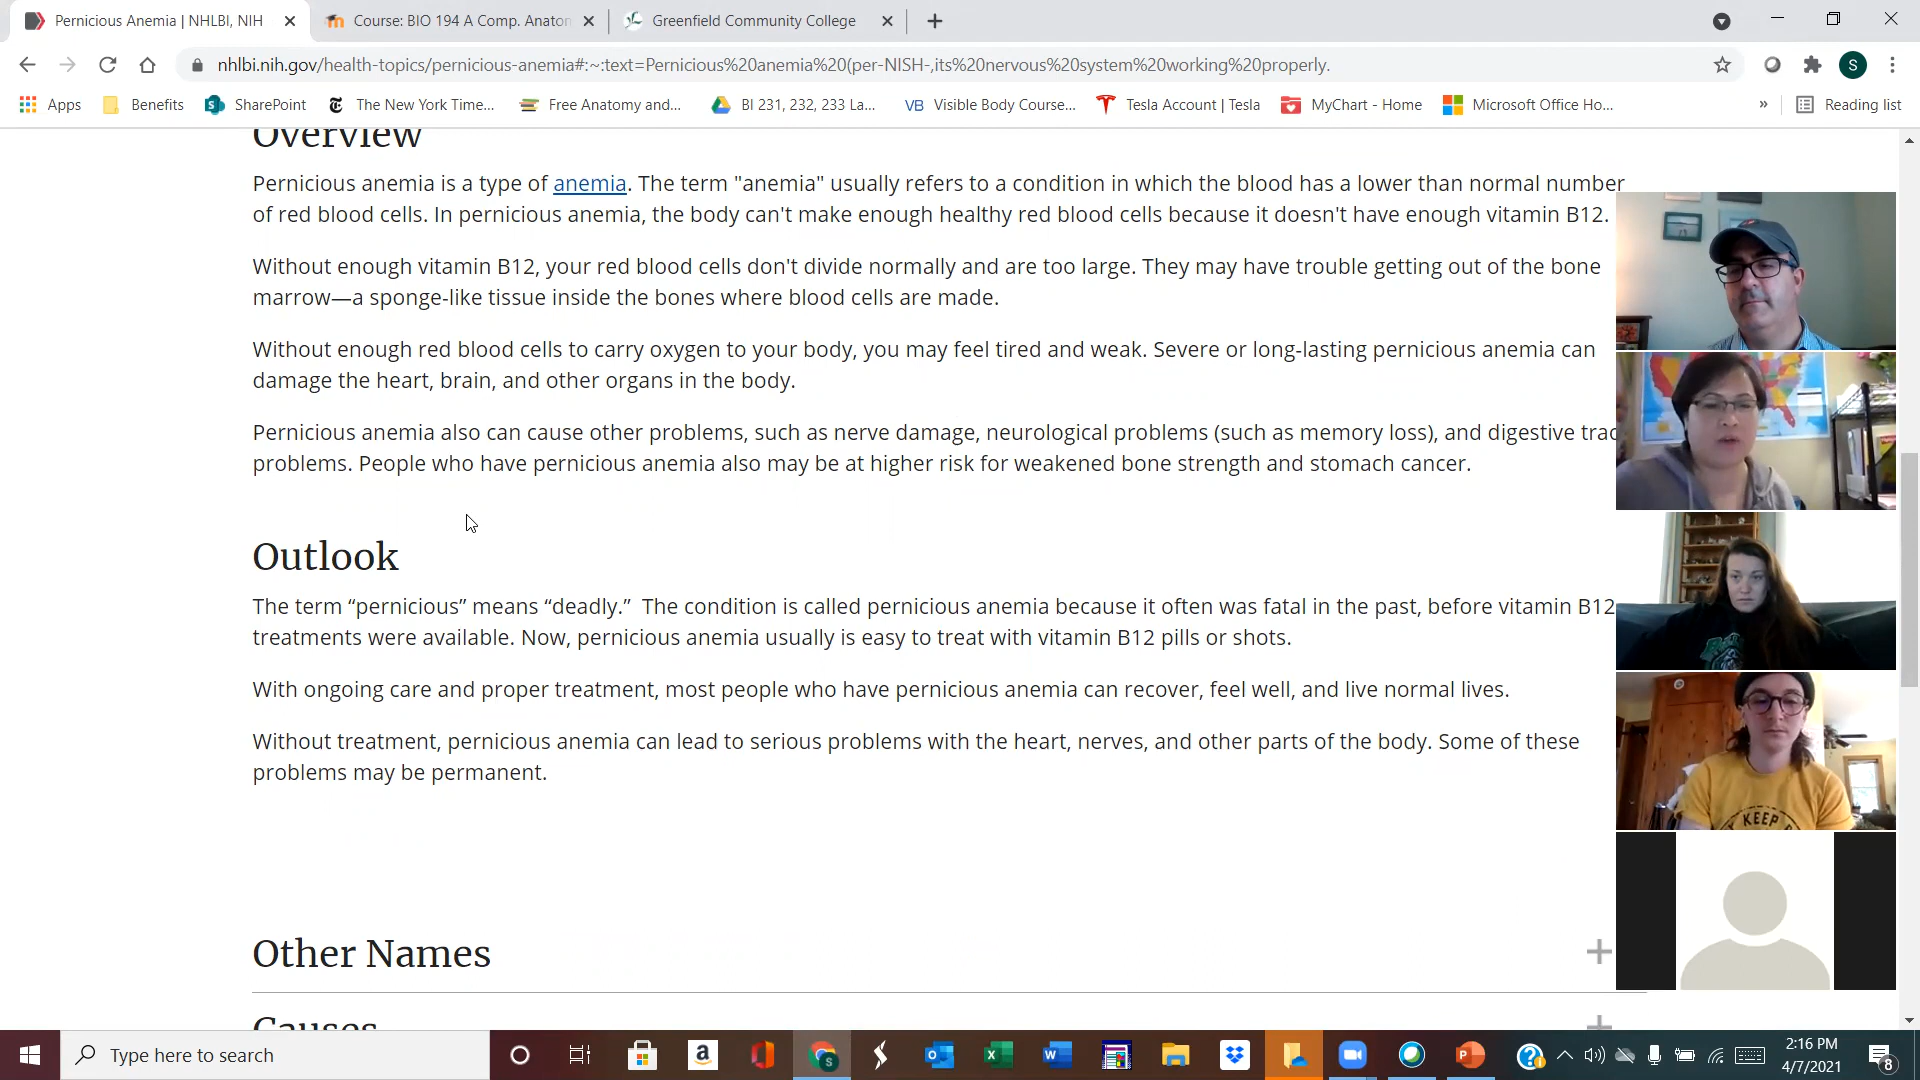 Pernicious Anemia | NHLBI, NIH
Course: BIO 194 A Comp. Anaton
Greenfield Community College
nhlbi.nih.gov/health-topics/pernicious-anemia#:~:text=Pernicious%20anemia%20(per-NISH-,its%20nervous%20system%20working%20properly.
S
Apps
Benefits
SharePoint
The New York Time...
Free Anatomy and...
BI 231, 232, 233 La...
VB Visible Body Course...
Tesla Account | Tesla
MyChart - Home
Microsoft Office Ho...
»
Reading list
Overview
Pernicious anemia is a type of anemia. The term "anemia" usually refers to a condition in which the blood has a lower than normal number
of red blood cells. In pernicious anemia, the body can't make enough healthy red blood cells because it doesn't have enough vitamin B12.
Without enough vitamin B12, your red blood cells don't divide normally and are too large. They may have trouble getting out of the bone
marrow—a sponge-like tissue inside the bones where blood cells are made.
Without enough red blood cells to carry oxygen to your body, you may feel tired and weak. Severe or long-lasting pernicious anemia can
damage the heart, brain, and other organs in the body.
Pernicious anemia also can cause other problems, such as nerve damage, neurological problems (such as memory loss), and digestive trac
problems. People who have pernicious anemia also may be at higher risk for weakened bone strength and stomach cancer.
Outlook
The term “pernicious” means “deadly.” The condition is called pernicious anemia because it often was fatal in the past, before vitamin B12
treatments were available. Now, pernicious anemia usually is easy to treat with vitamin B12 pills or shots.
With ongoing care and proper treatment, most people who have pernicious anemia can recover, feel well, and live normal lives.
Without treatment, pernicious anemia can lead to serious problems with the heart, nerves, and other parts of the body. Some of these
problems may be permanent.
KEEP
Other Names
Causes
Type here to search
2:16 PM
4/7/2021
8